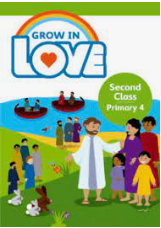 GROW IN
LOVE
Second
Class
Primary 4